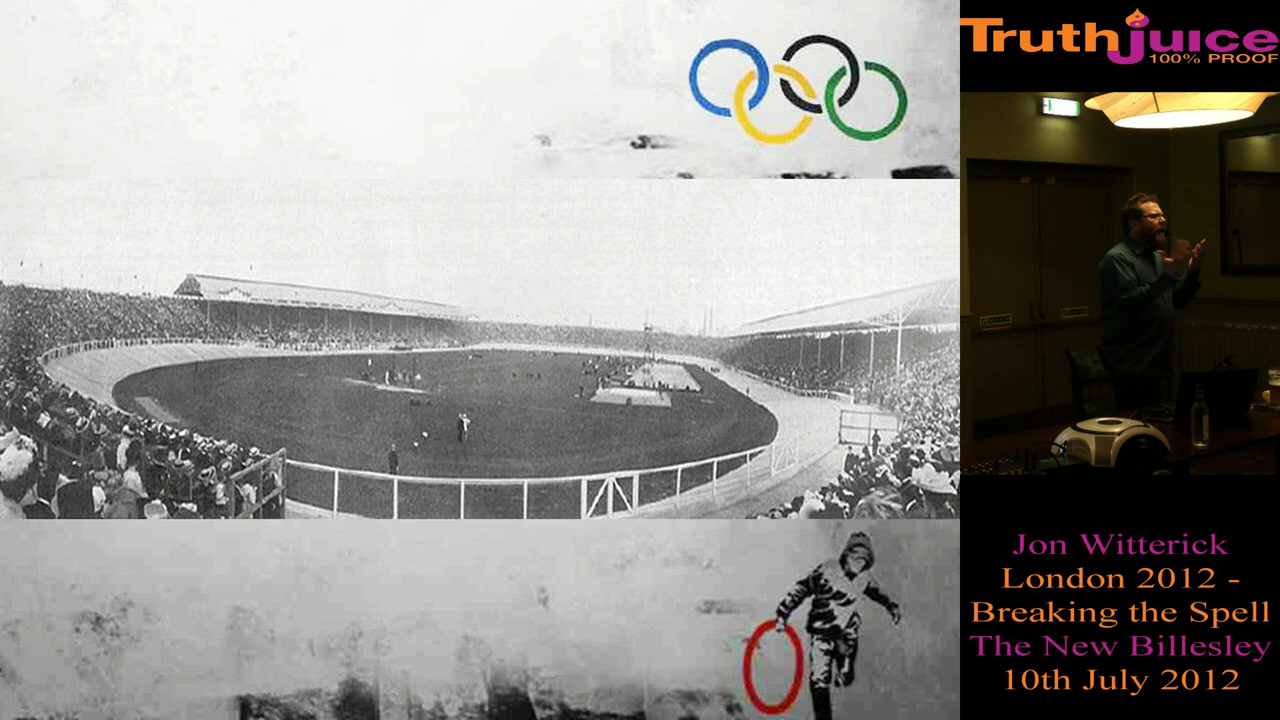 Truthjuice
100% PROOF
Jon Witterick
London 2012 -
Breaking the Spell
The New Billesley
10th July 2012